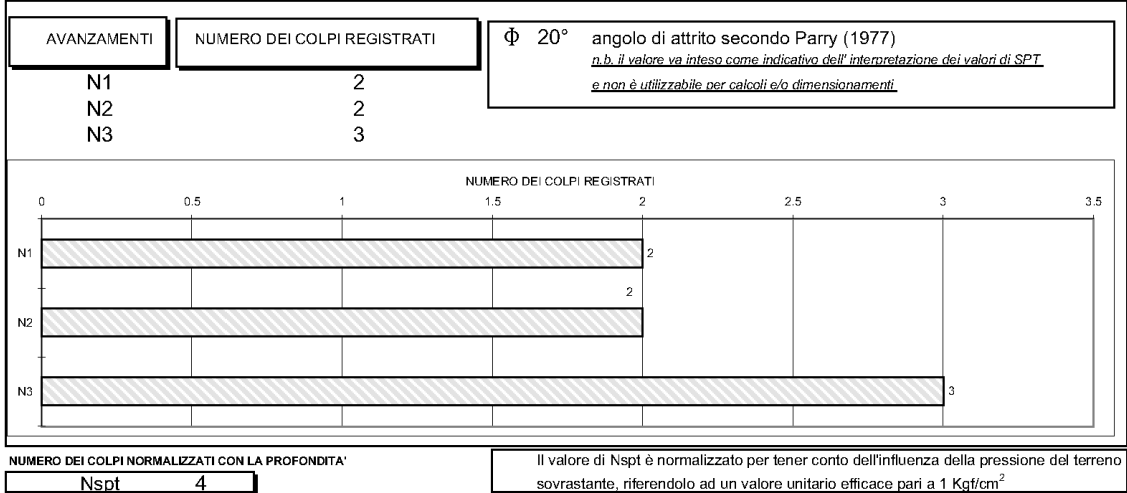 AVANZAMENTI NUMERO DEI COLPI REGISTRATI
N1 2
N2 2
N3 3
Φ 20° angolo di attrito secondo Parry (1977)
n.b. il valore va inteso come indicativo dell' interpretazione dei valori di SPT
e non è utilizzabile per calcoli e/o dimensionamenti
NUMERO DEI COLPI REGISTRATI
0 0.5 1 1.5 2 2.5 3 3.5
N1 2
2
N2
N3 3
NUMERO DEI COLPI NORMALIZZATI CON LA PROFONDITA'
Nspt 4
Il valore di Nspt è normalizzato per tener conto dell'influenza della pressione del terreno
sovrastante, riferendolo ad un valore unitario efficace pari a 1 Kgf/cm²